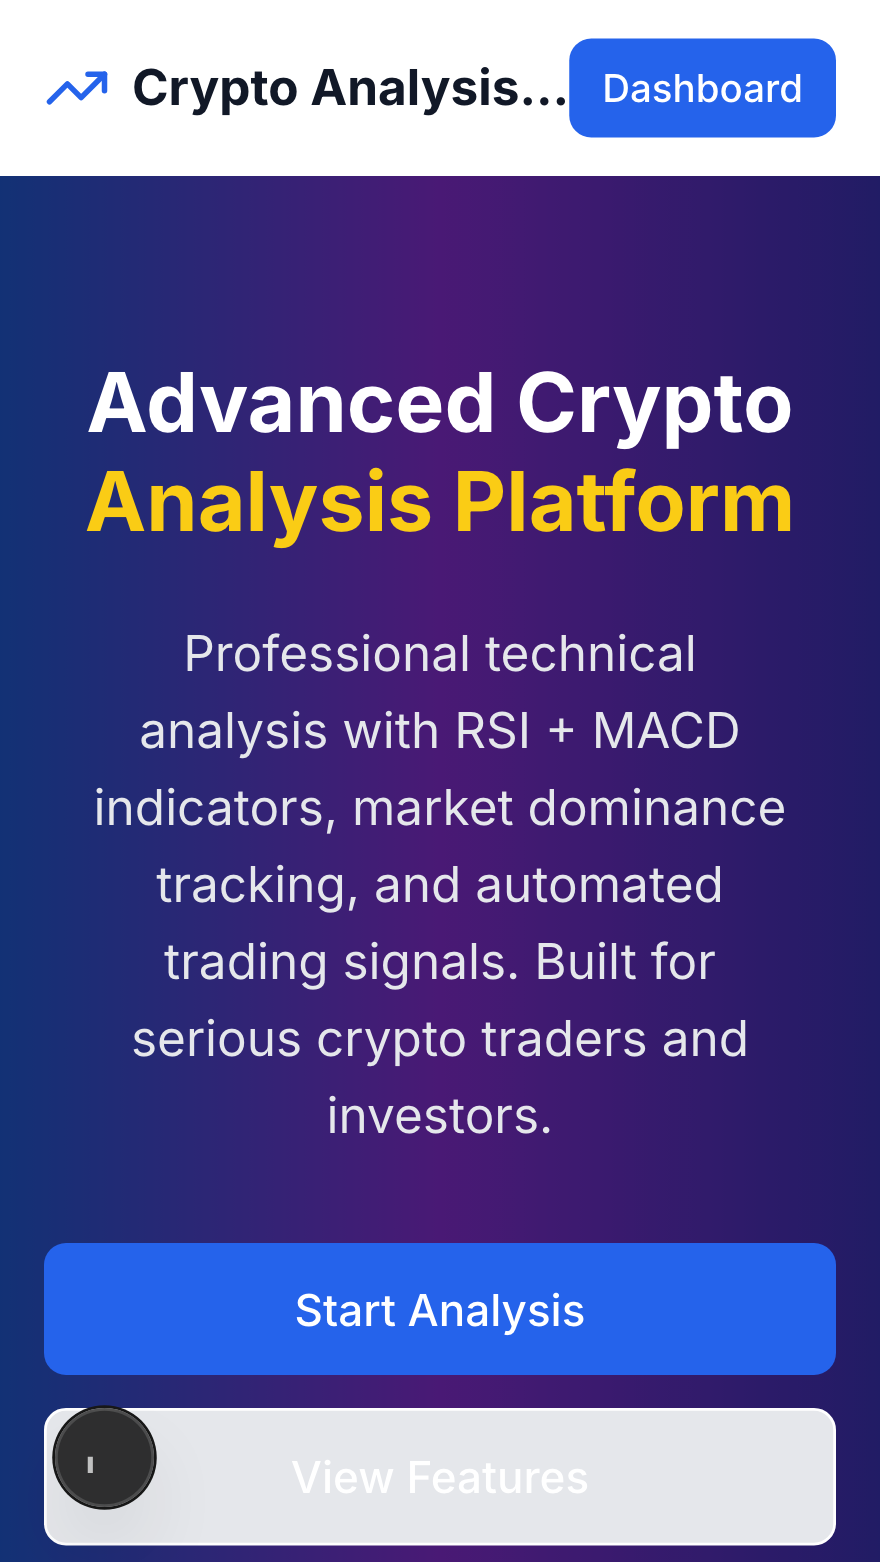 Crypto Analysis...
Dashboard
Advanced Crypto
Analysis Platform
Professional technical
analysis with RSI + MACD
indicators, market dominance
tracking, and automated
trading signals. Built for
serious crypto traders and
investors.
Start Analysis
View Features